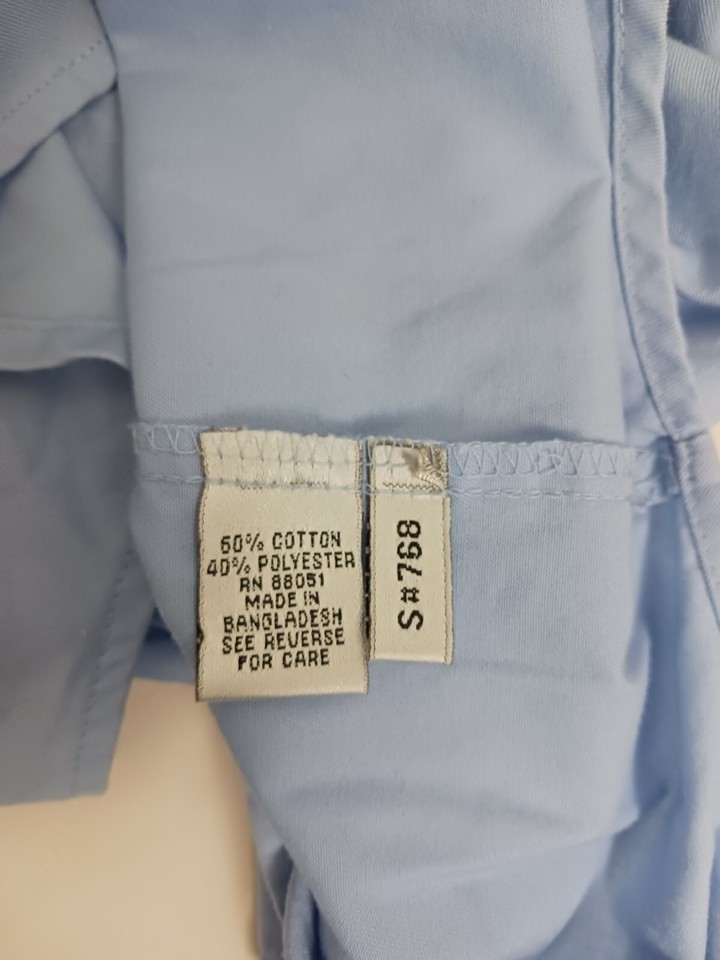 60% COTTON
40% POLYESTER
RN 88051
MADE IN
BANGLADESH
SEE REVERSE
FOR CARE
S#768